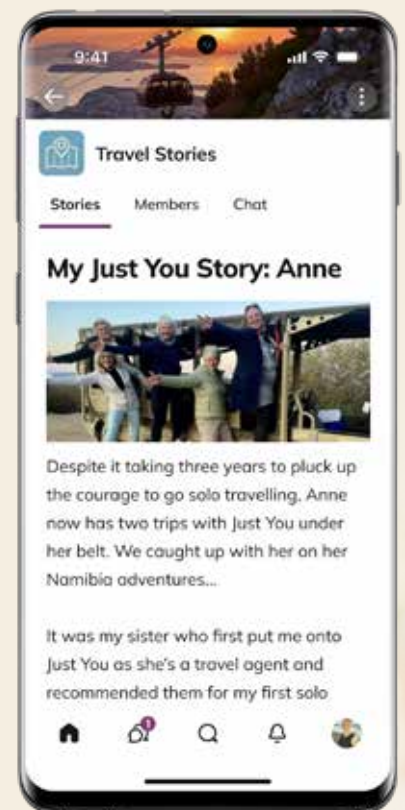 9:41
Travel Stories
Stories Members Chat
My Just You Story: Anne
Despite it taking three years to pluck up
the courage to go solo travelling, Anne
now has two trips with Just You under
her belt. We caught up with her on her
Namibia adventures...
It was my sister who first put me onto
Just You as she's a travel agent and
recommended them for my first solo
1